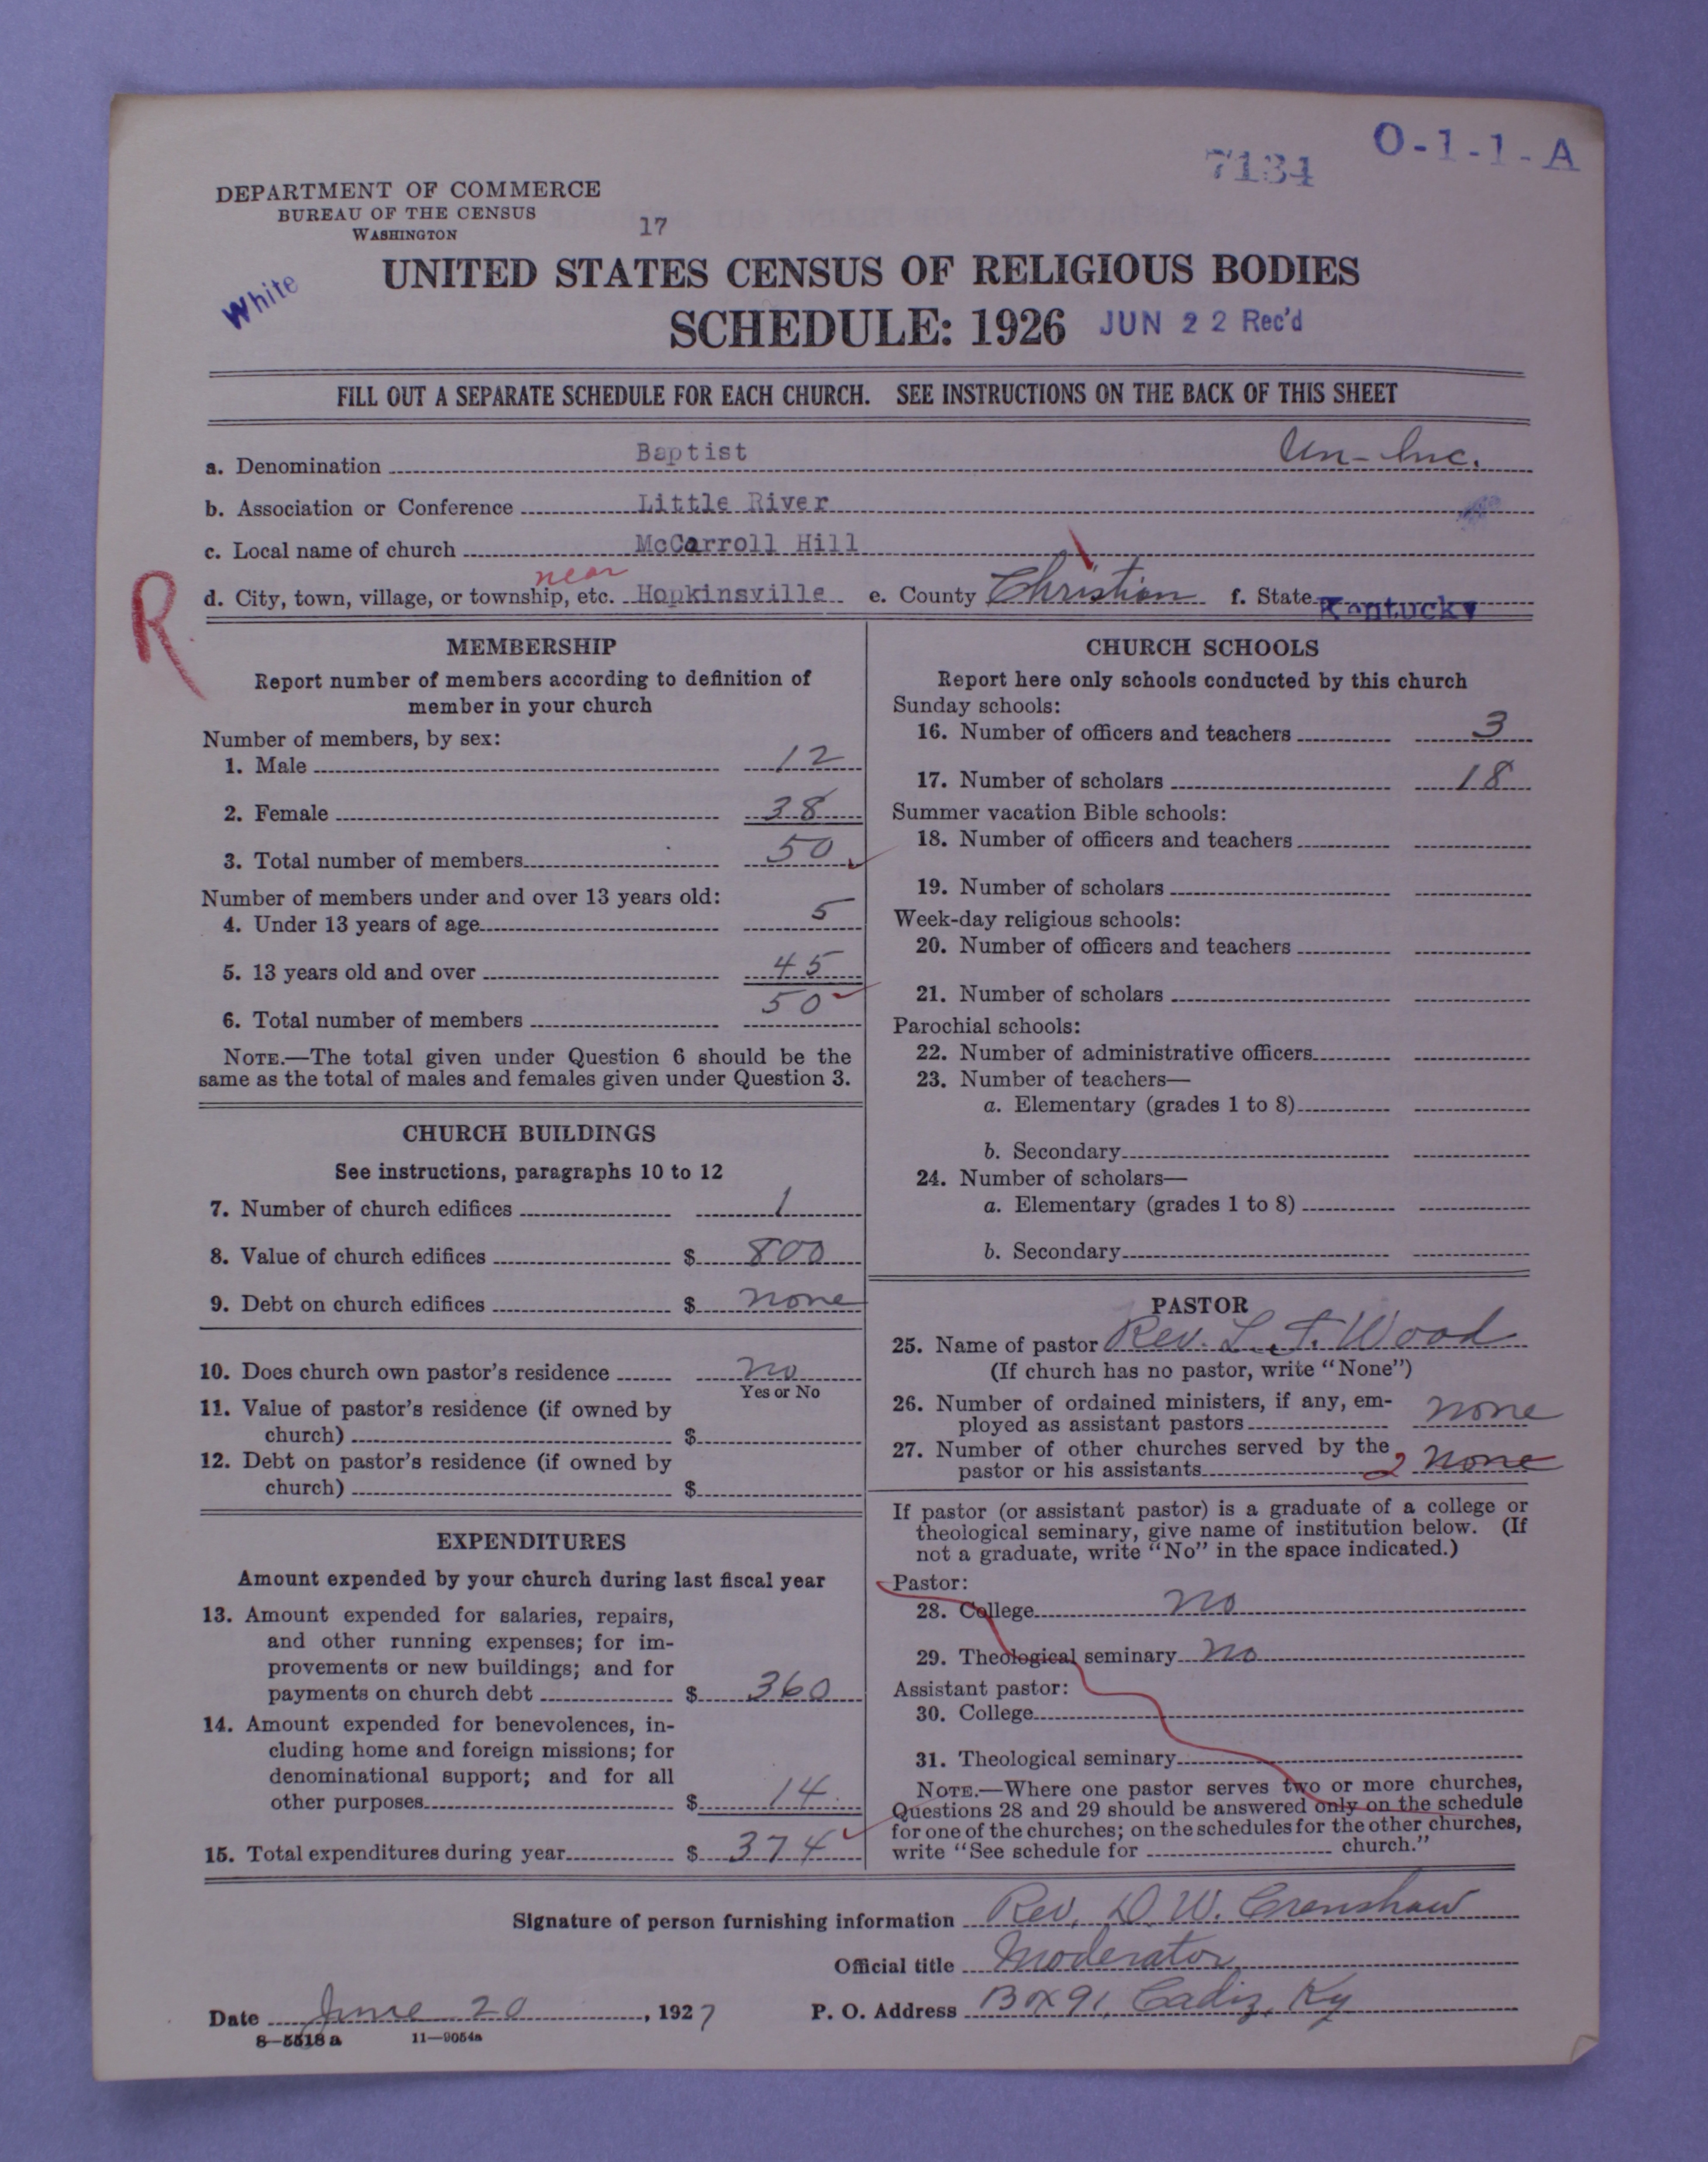 7134
O-1-1-A
DEPARTMENT OF COMMERCE
BUREAU OF THE CENSUS
WASHINGTON
17
White
UNITED STATES CENSUS OF RELIGIOUS BODIES
SCHEDULE: 1926 JUN 22 Rec'd
FILL OUT A SEPARATE SCHEDULE FOR EACH CHURCH. SEE INSTRUCTIONS ON THE BACK OF THIS SHEET
a. Denomination Baptist Un-Inc.
b. Association or Conference Little River
c. Local name of church McCarroll Hill
R
near
d. City, town, village, or township, etc. Hopkinsville e. County Christian f. State Kentucky
MEMBERSHIP
Report number of members according to definition of
member in your church
Number of members, by sex:
1. Male 12
2. Female 38
3. Total number of members 50
Number of members under and over 13 years old:
4. Under 13 years of age 5
5. 13 years old and over 45
6. Total number of members 50
NOTE.—The total given under Question 6 should be the
same as the total of males and females given under Question 3.
CHURCH BUILDINGS
See instructions, paragraphs 10 to 12
7. Number of church edifices 1
8. Value of church edifices $ 800
9. Debt on church edifices $ none
10. Does church own pastor's residence no
Yes or No
11. Value of pastor's residence (if owned by
church) $
12. Debt on pastor's residence (if owned by
church) $
EXPENDITURES
Amount expended by your church during last fiscal year
13. Amount expended for salaries, repairs,
and other running expenses; for im-
provements or new buildings; and for
payments on church debt $ 360
14. Amount expended for benevolences, in-
cluding home and foreign missions; for
denominational support; and for all
other purposes $ 14
15. Total expenditures during year $ 374
CHURCH SCHOOLS
Report here only schools conducted by this church
Sunday schools:
16. Number of officers and teachers 3
17. Number of scholars 18
Summer vacation Bible schools:
18. Number of officers and teachers
19. Number of scholars
Week-day religious schools:
20. Number of officers and teachers
21. Number of scholars
Parochial schools:
22. Number of administrative officers
23. Number of teachers—
a. Elementary (grades 1 to 8)
b. Secondary
24. Number of scholars—
a. Elementary (grades 1 to 8)
b. Secondary
PASTOR
25. Name of pastor Rev. L. T. Wood
(If church has no pastor, write "None")
26. Number of ordained ministers, if any, em-
ployed as assistant pastors none
27. Number of other churches served by the
pastor or his assistants 2 none
If pastor (or assistant pastor) is a graduate of a college or
theological seminary, give name of institution below. (If
not a graduate, write "No" in the space indicated.)
Pastor:
28. College no
29. Theological seminary no
Assistant pastor:
30. College
31. Theological seminary
NOTE.—Where one pastor serves two or more churches,
Questions 28 and 29 should be answered only on the schedule
for one of the churches; on the schedules for the other churches,
write "See schedule for church."
Signature of person furnishing information Rev. D. W. Crenshaw
Official title Moderator
Date June 20, 1927 P. O. Address Box 91, Cadiz, Ky
8-5518a 11-9054a